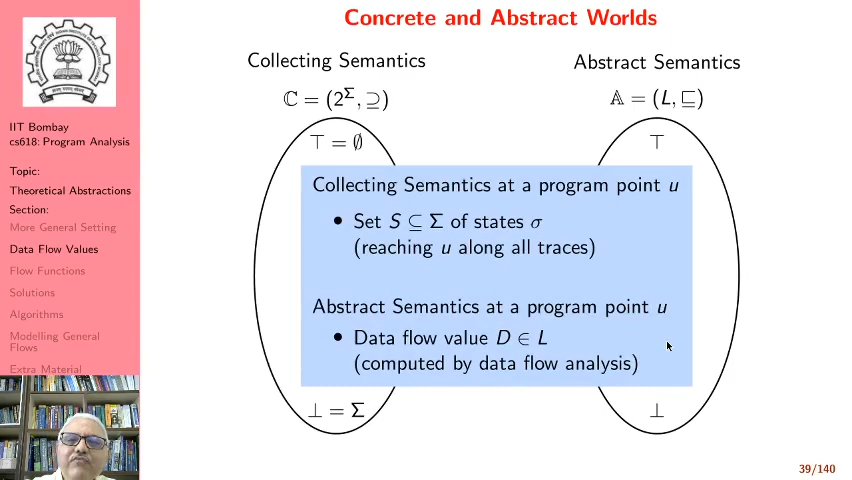 Concrete and Abstract Worlds
Collecting Semantics
Abstract Semantics
ℂ = (2^Σ, ⊇)
𝔸 = (L, ⊑)
⊤ = ∅
⊤
Collecting Semantics at a program point u
• Set S ⊆ Σ of states σ
(reaching u along all traces)
Abstract Semantics at a program point u
• Data flow value D ∈ L
(computed by data flow analysis)
⊥ = Σ
⊥
IIT Bombay
cs618: Program Analysis
Topic:
Theoretical Abstractions
Section:
More General Setting
Data Flow Values
Flow Functions
Solutions
Algorithms
Modelling General
Flows
Extra Material
39/140